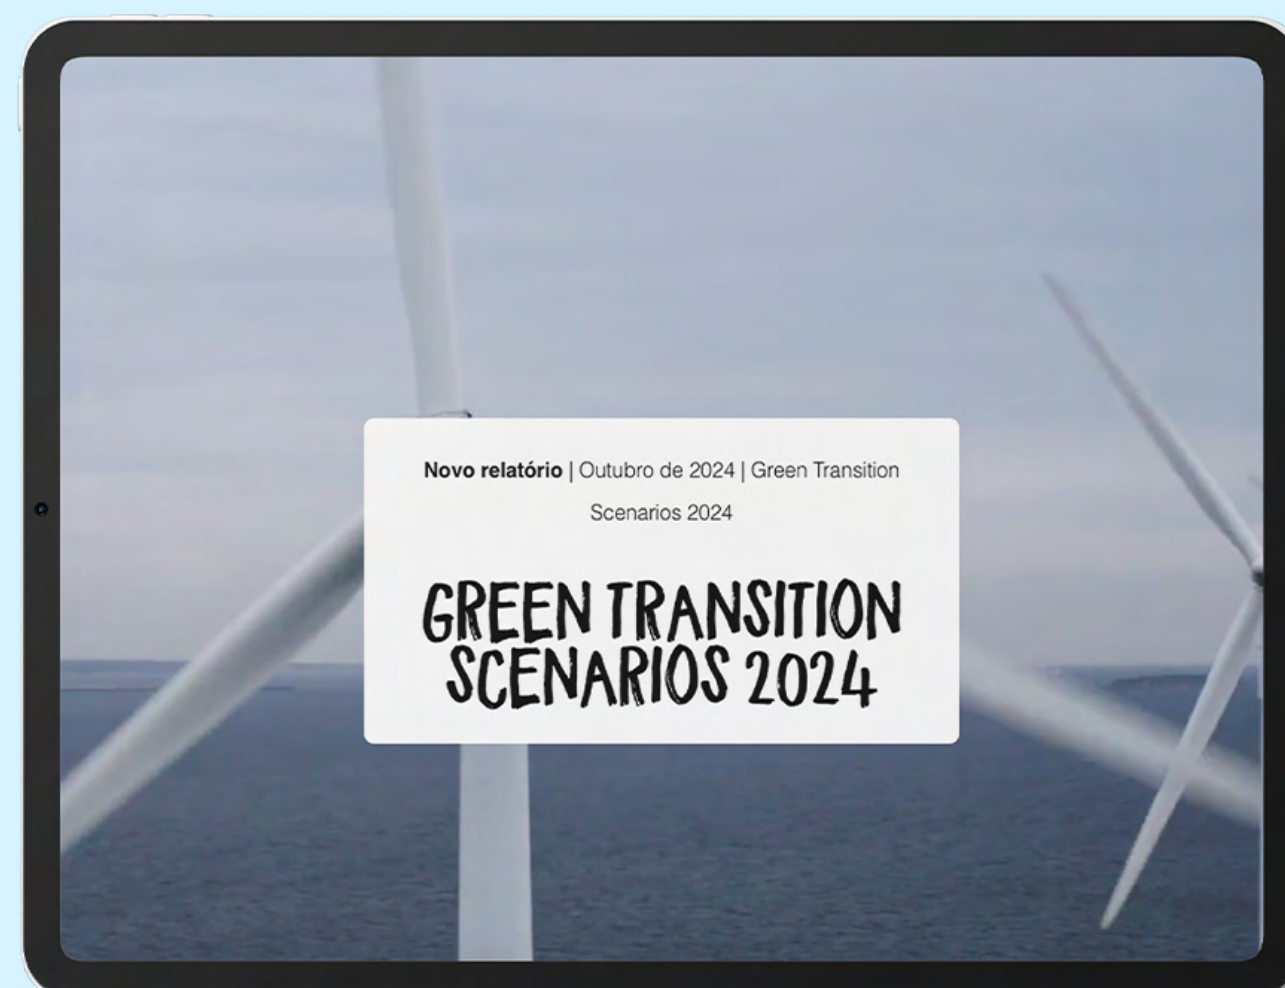 Novo relatório | Outubro de 2024 | Green Transition
Scenarios 2024
GREEN TRANSITION
SCENARIOS 2024